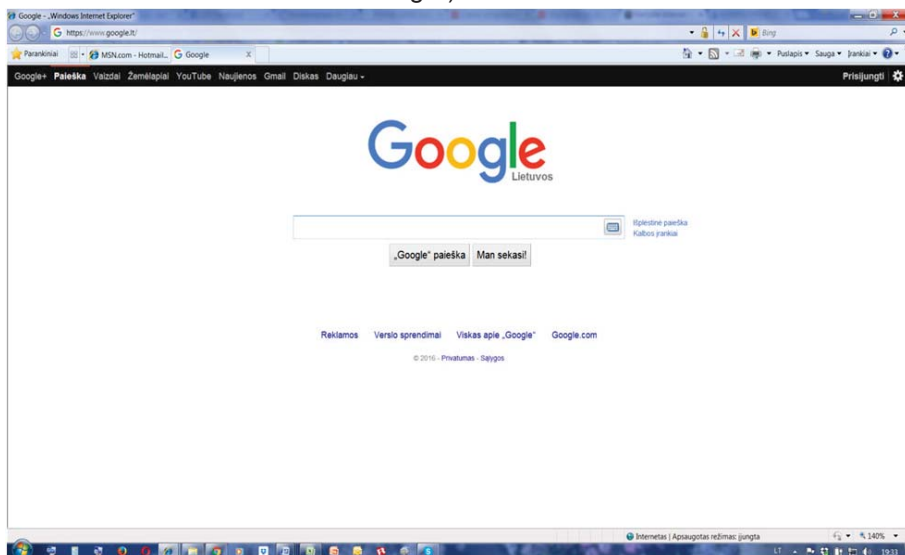 Google - „Windows Internet Explorer“
https://www.google.lt/
Bing
Parankiniai MSN.com - Hotmail... Google X
Puslapis Sauga Įrankiai
Google+ Paieška Vaizdai Žemėlapiai YouTube Naujienos Gmail Diskas Daugiau
Prisijungti
Google
Lietuvos
Išplėstinė paieška
Kalbos įrankiai
„Google“ paieška Man sekasi!
Reklamos Verslo sprendimai Viskas apie „Google“ Google.com
© 2016 - Privatumas - Sąlygos
Internetas | Apsaugotas režimas: įjungta
140%
LT 19:31